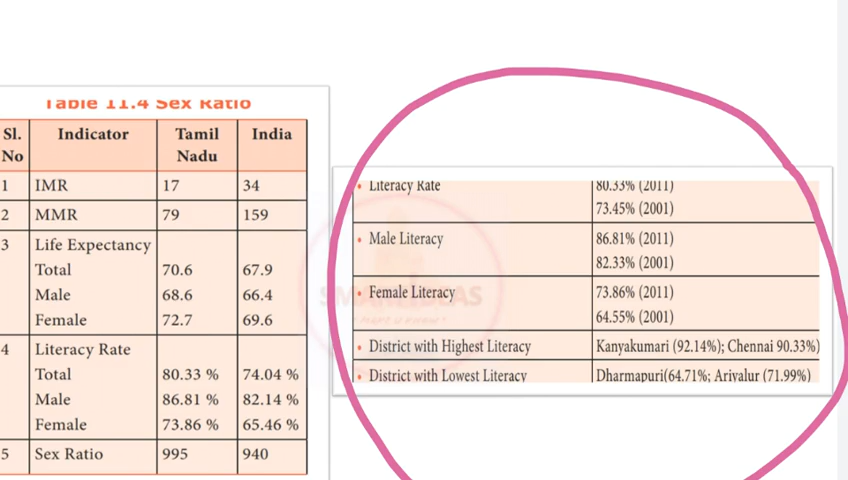 Table 11.4 Sex Ratio
Sl. No Indicator Tamil Nadu India
1 IMR 17 34
2 MMR 79 159
3 Life Expectancy
Total 70.6 67.9
Male 68.6 66.4
Female 72.7 69.6
4 Literacy Rate
Total 80.33 % 74.04 %
Male 86.81 % 82.14 %
Female 73.86 % 65.46 %
5 Sex Ratio 995 940
• Literacy Rate 80.33% (2011)
73.45% (2001)
• Male Literacy 86.81% (2011)
82.33% (2001)
• Female Literacy 73.86% (2011)
64.55% (2001)
• District with Highest Literacy Kanyakumari (92.14%); Chennai 90.33%)
• District with Lowest Literacy Dharmapuri(64.71%; Ariyalur (71.99%)